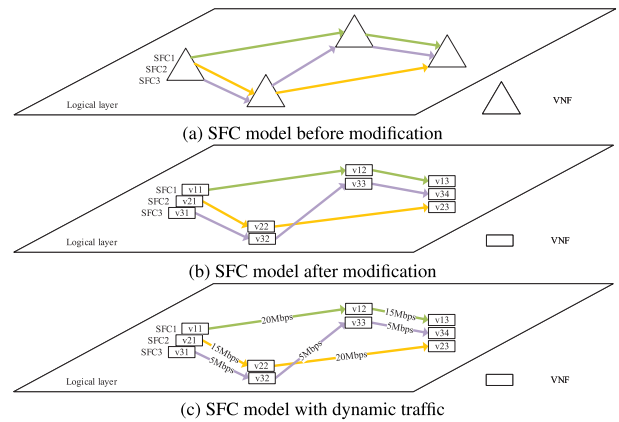 SFC1
SFC2
SFC3
Logical layer
VNF
(a) SFC model before modification
SFC1 v11
SFC2 v21
SFC3 v31
v12
v33
v13
v34
v23
v22
v32
Logical layer
VNF
(b) SFC model after modification
SFC1 v11
SFC2 v21
SFC3 v31
20Mbps
v12
v33
15Mbps
5Mbps
v13
v34
v23
15Mbps
5Mbps
v22
v32
5Mbps
20Mbps
Logical layer
VNF
(c) SFC model with dynamic traffic